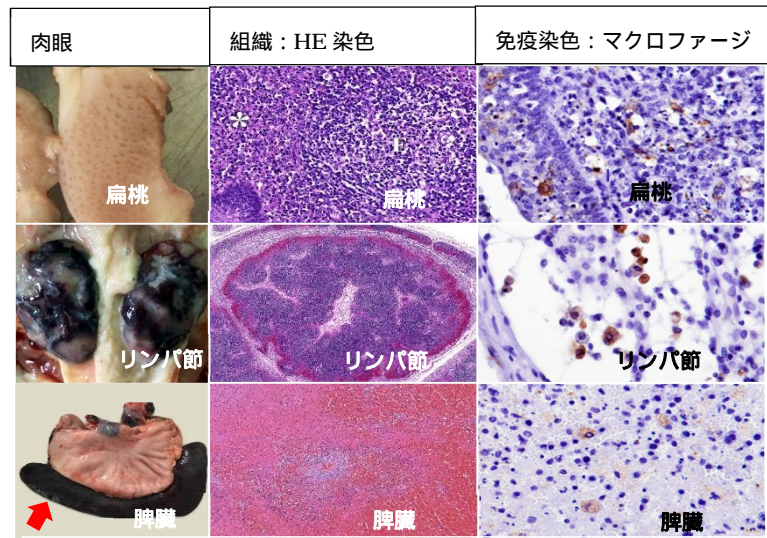 肉眼
組織：HE 染色
免疫染色：マクロファージ
扁桃
扁桃
扁桃
リンパ節
リンパ節
リンパ節
脾臓
脾臓
脾臓